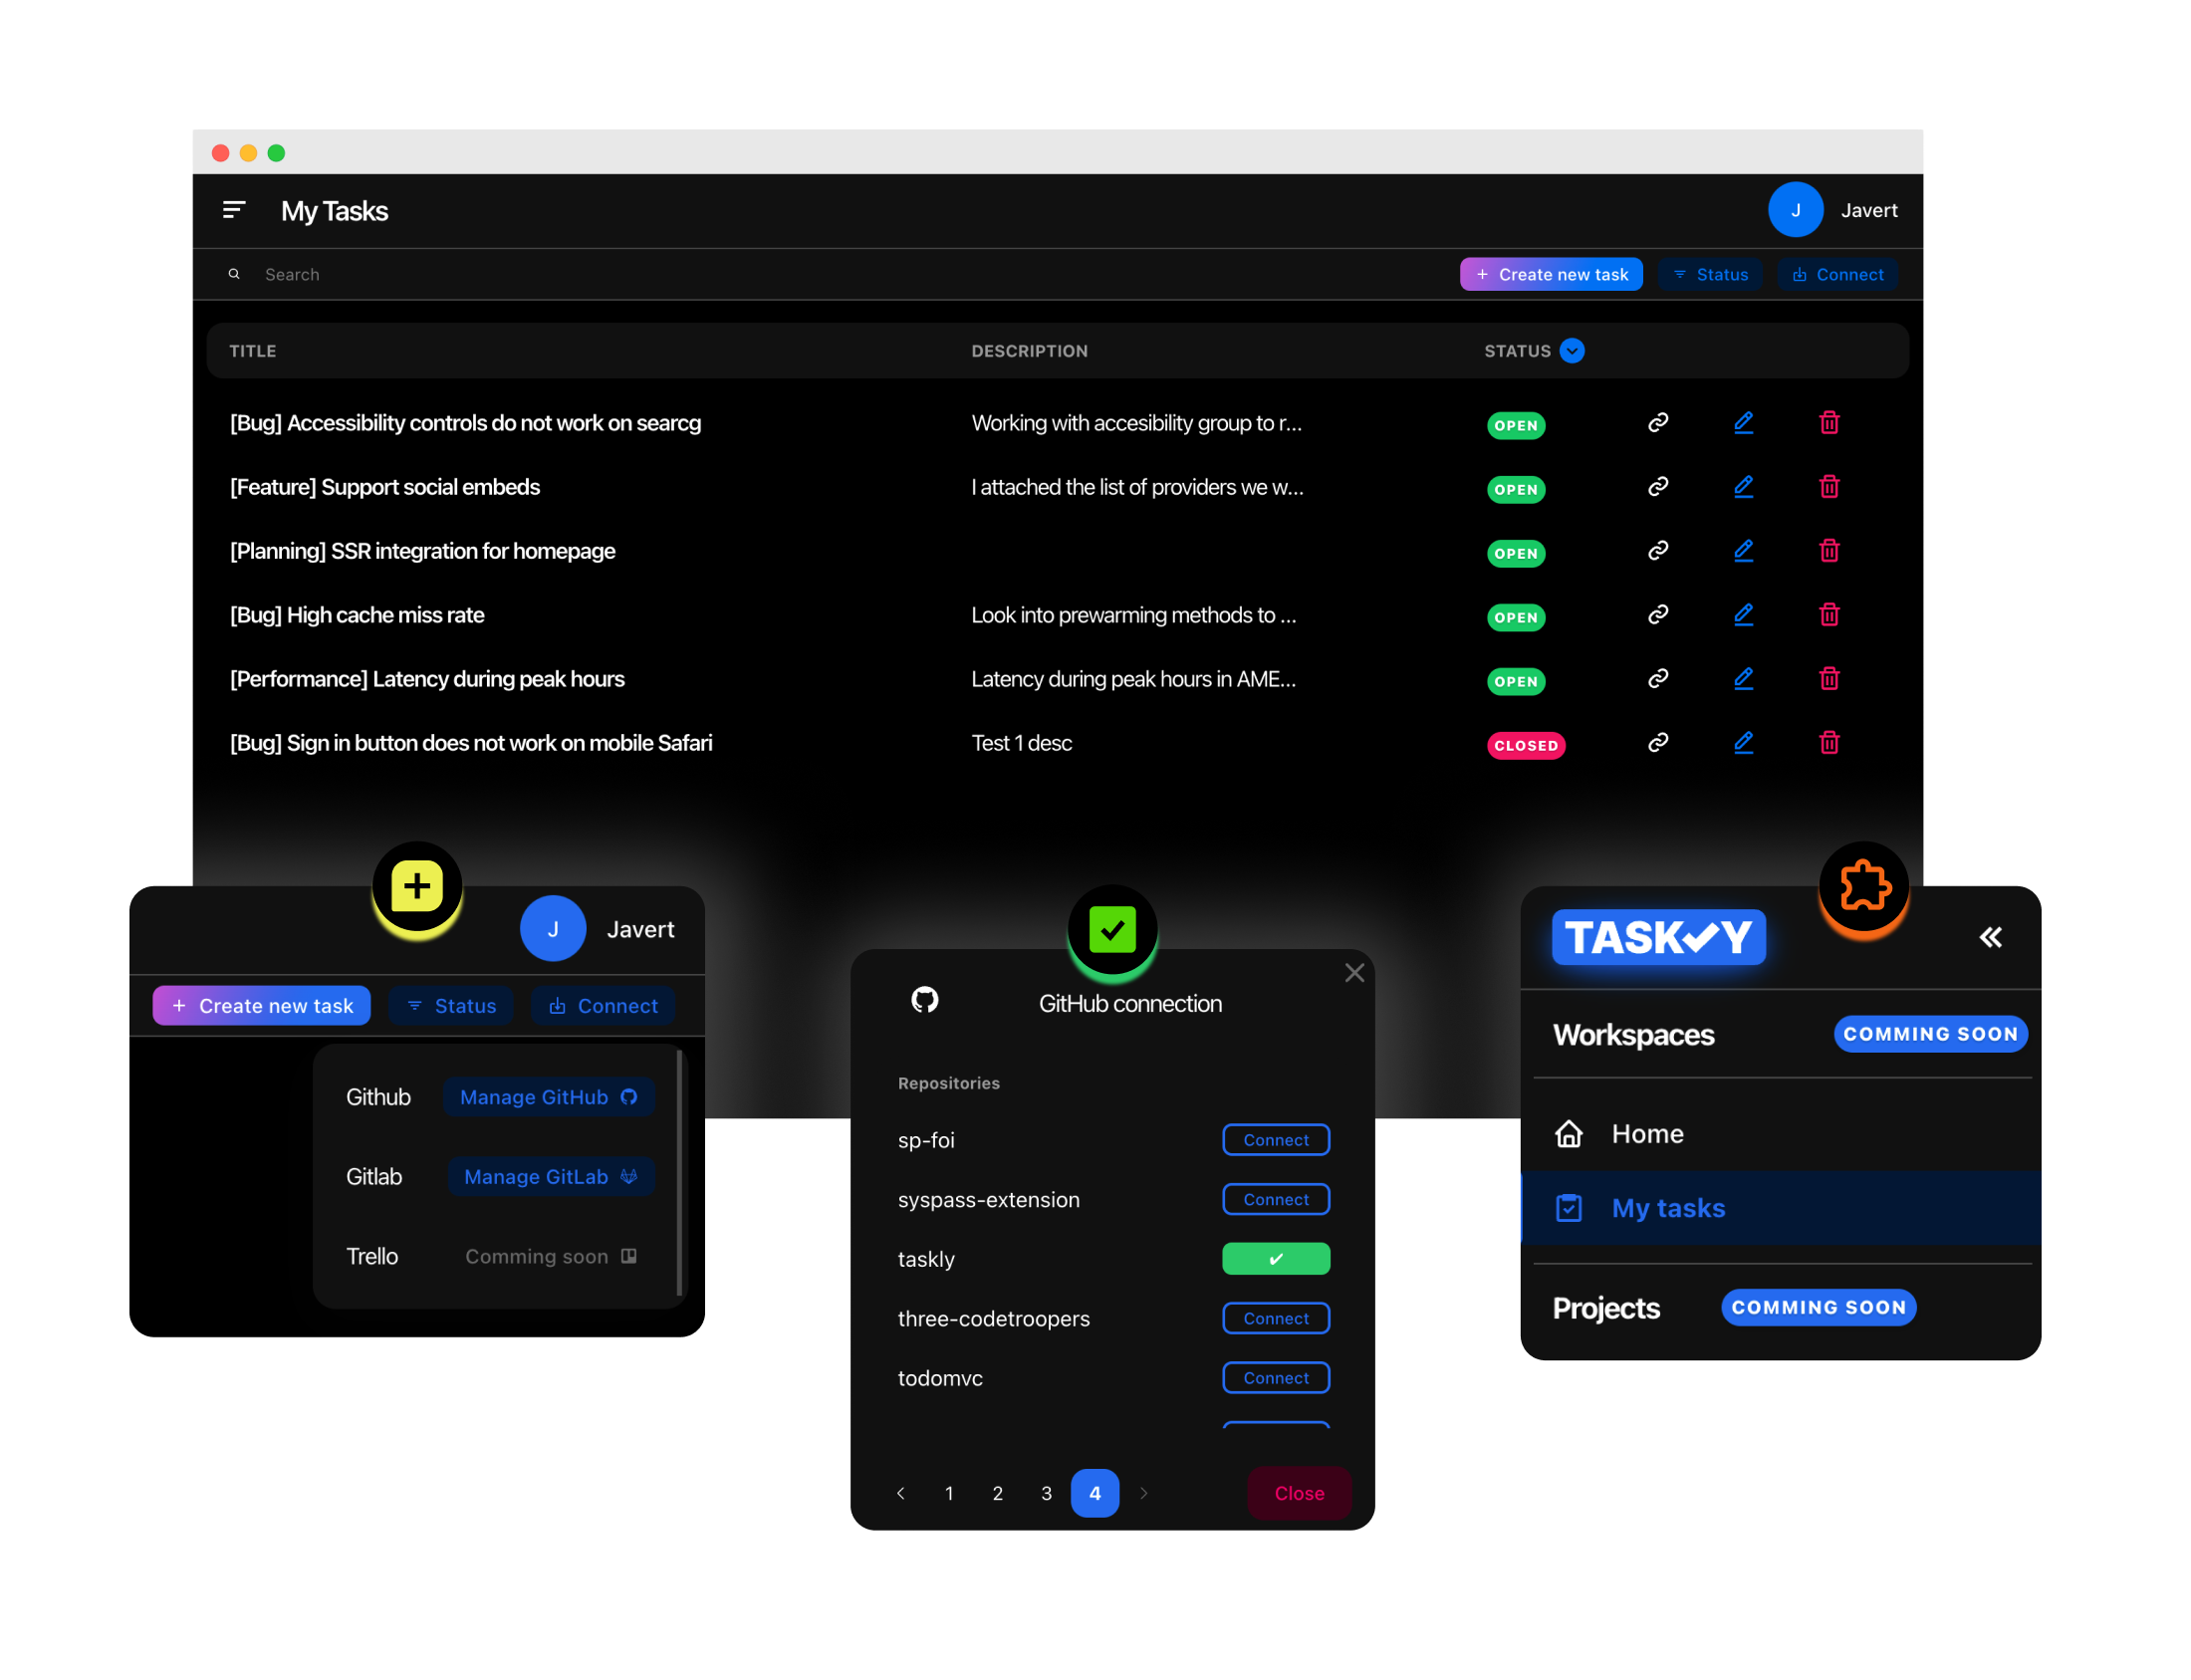 My Tasks
J Javert
Search
+ Create new task Status Connect
TITLE DESCRIPTION STATUS
[Bug] Accessibility controls do not work on searcg Working with accesibility group to r... OPEN
[Feature] Support social embeds I attached the list of providers we w... OPEN
[Planning] SSR integration for homepage OPEN
[Bug] High cache miss rate Look into prewarming methods to ... OPEN
[Performance] Latency during peak hours Latency during peak hours in AME... OPEN
[Bug] Sign in button does not work on mobile Safari Test 1 desc CLOSED
J Javert
+ Create new task Status Connect
Github Manage GitHub
Gitlab Manage GitLab
Trello Comming soon
GitHub connection
Repositories
sp-foi Connect
syspass-extension Connect
taskly ✓
three-codetroopers Connect
todomvc Connect
< 1 2 3 4 > Close
TASK✓Y
Workspaces COMMING SOON
Home
My tasks
Projects COMMING SOON